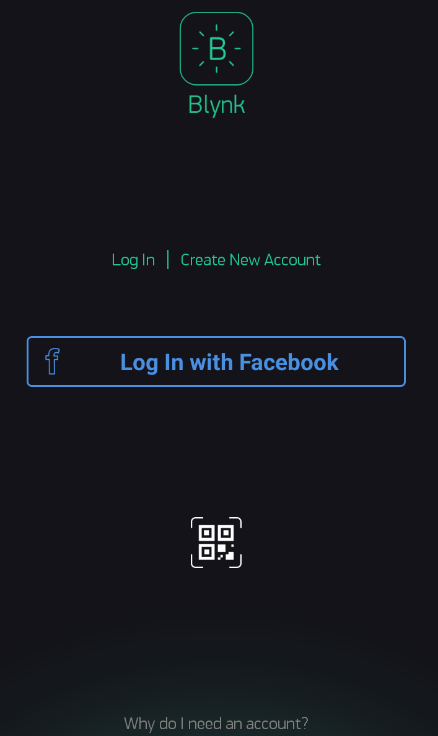 B
Blynk
Log In | Create New Account
Log In with Facebook
Why do I need an account?